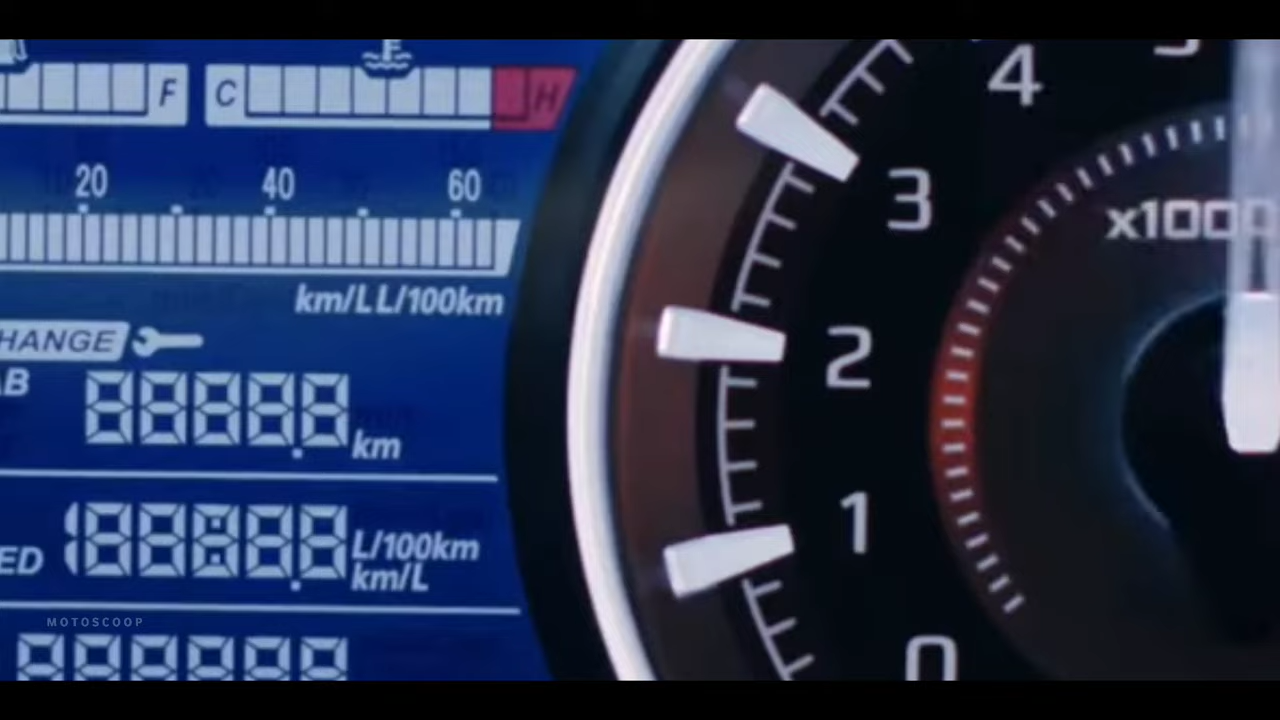 F C H
20 40 60
km/LL/100km
HANGE
AB
88888
km
ED
188888
L/100km
km/L
MOTOSCOOP
888888
4
3
x1000
2
1
0